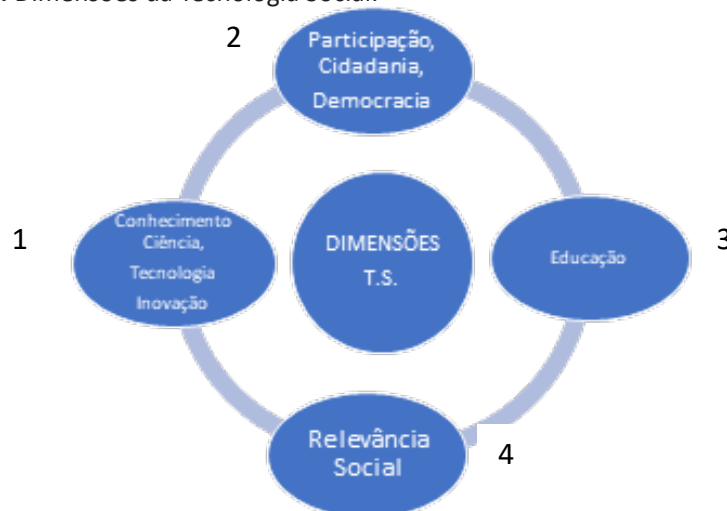 Dimensões da Tecnologia Social.
2
Participação,
Cidadania,
Democracia
1
Conhecimento
Ciência,
Tecnologia
Inovação
DIMENSÕES
T.S.
Educação
3
Relevância
Social
4